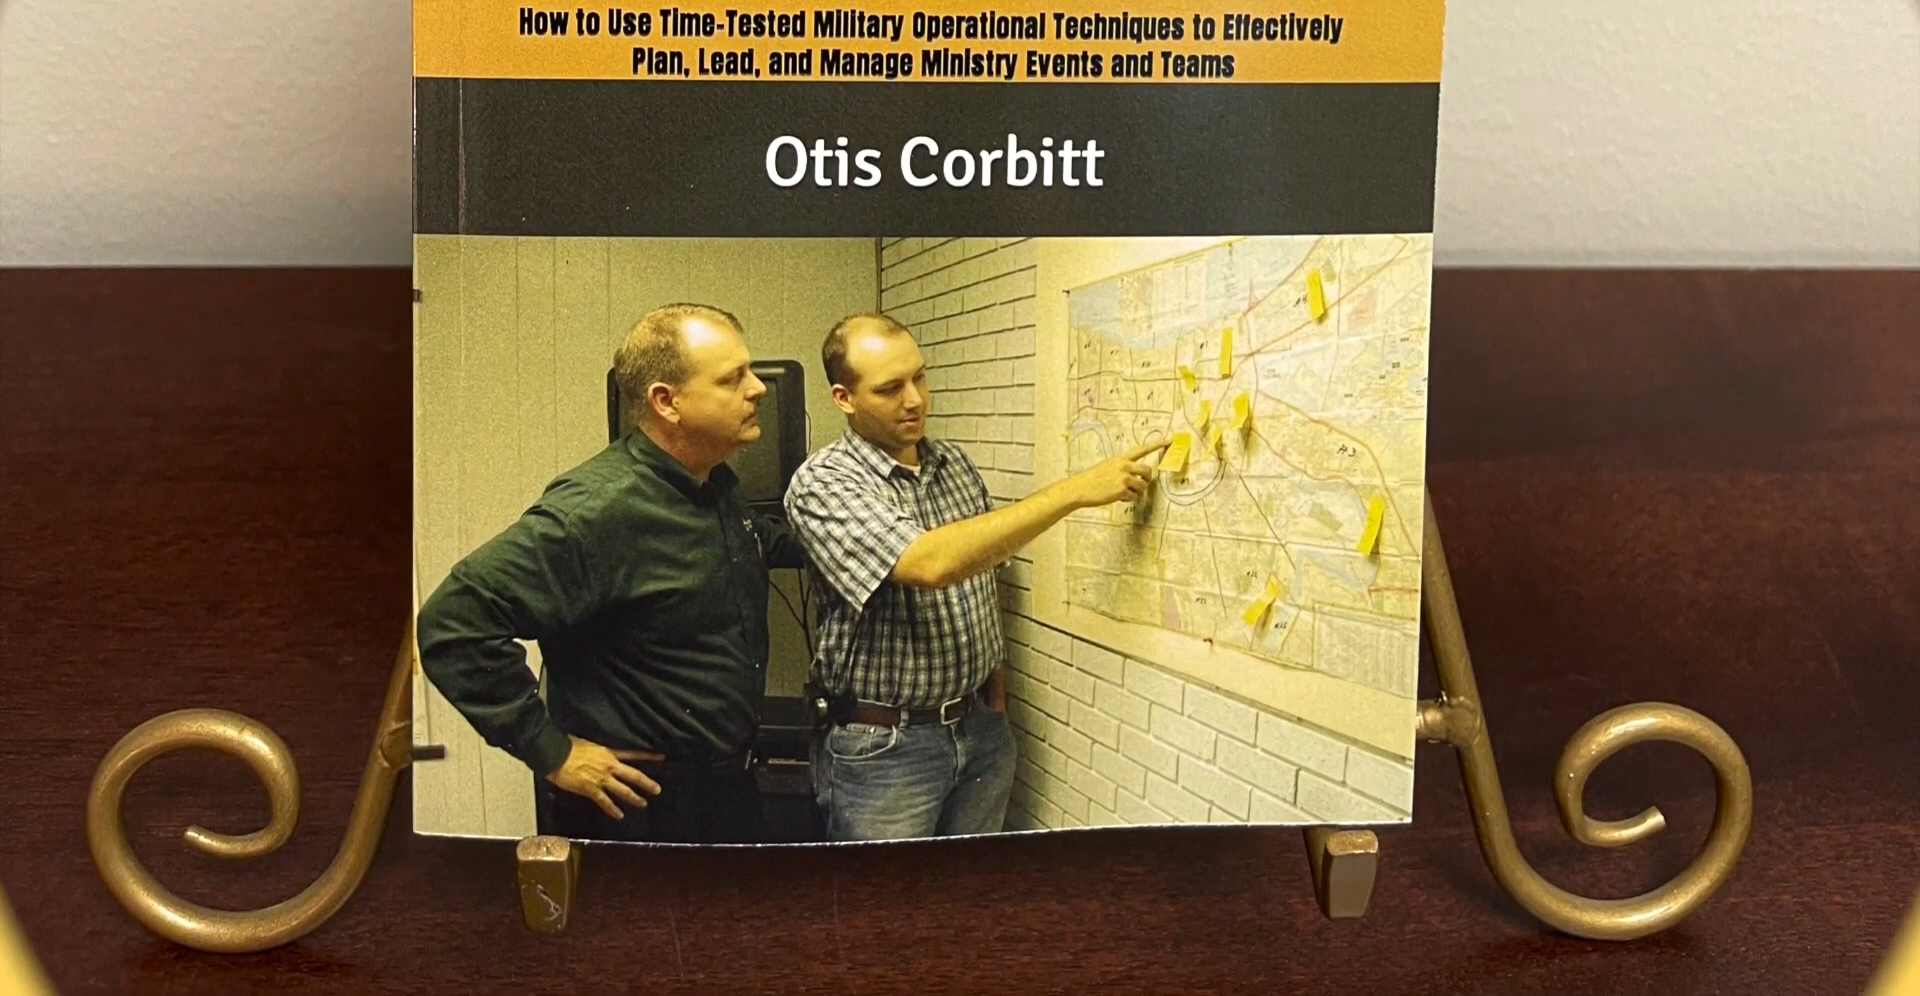 How to Use Time-Tested Military Operational Techniques to Effectively
Plan, Lead, and Manage Ministry Events and Teams
Otis Corbitt